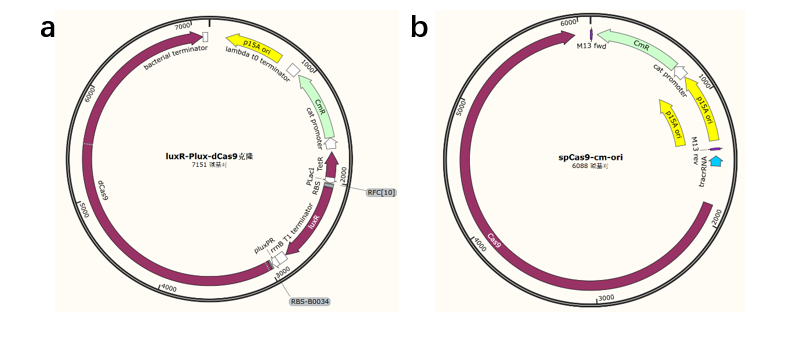 a
7000
bacterial terminator
p15A ori
lambda t0 terminator
1000
CmR
cat promoter
TetR
PLacI
RBS
2000
RFC[10]
luxR
rrnB T1 terminator
pluxPR
3000
RBS-B0034
4000
5000
dCas9
6000
luxR-Plux-dCas9克隆
7151 碱基对
b
6000
M13 fwd
CmR
cat promoter
1000
p15A ori
p15A ori
M13 rev
tracrRNA
2000
3000
4000
Cas9
5000
spCas9-cm-ori
6088 碱基对